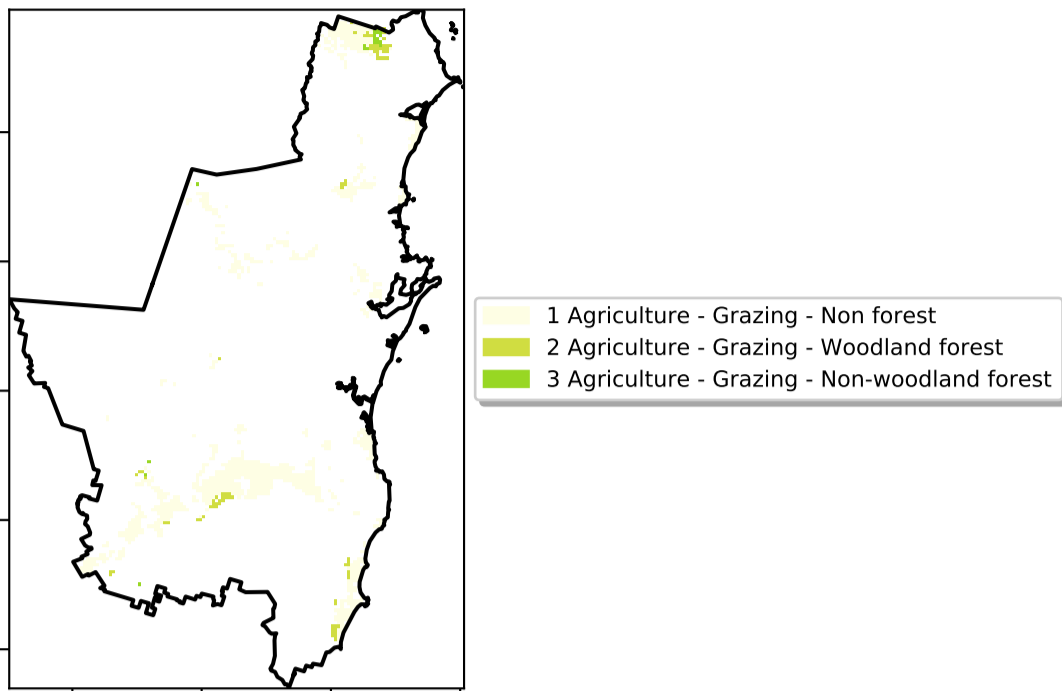 1 Agriculture - Grazing - Non forest
2 Agriculture - Grazing - Woodland forest
3 Agriculture - Grazing - Non-woodland forest